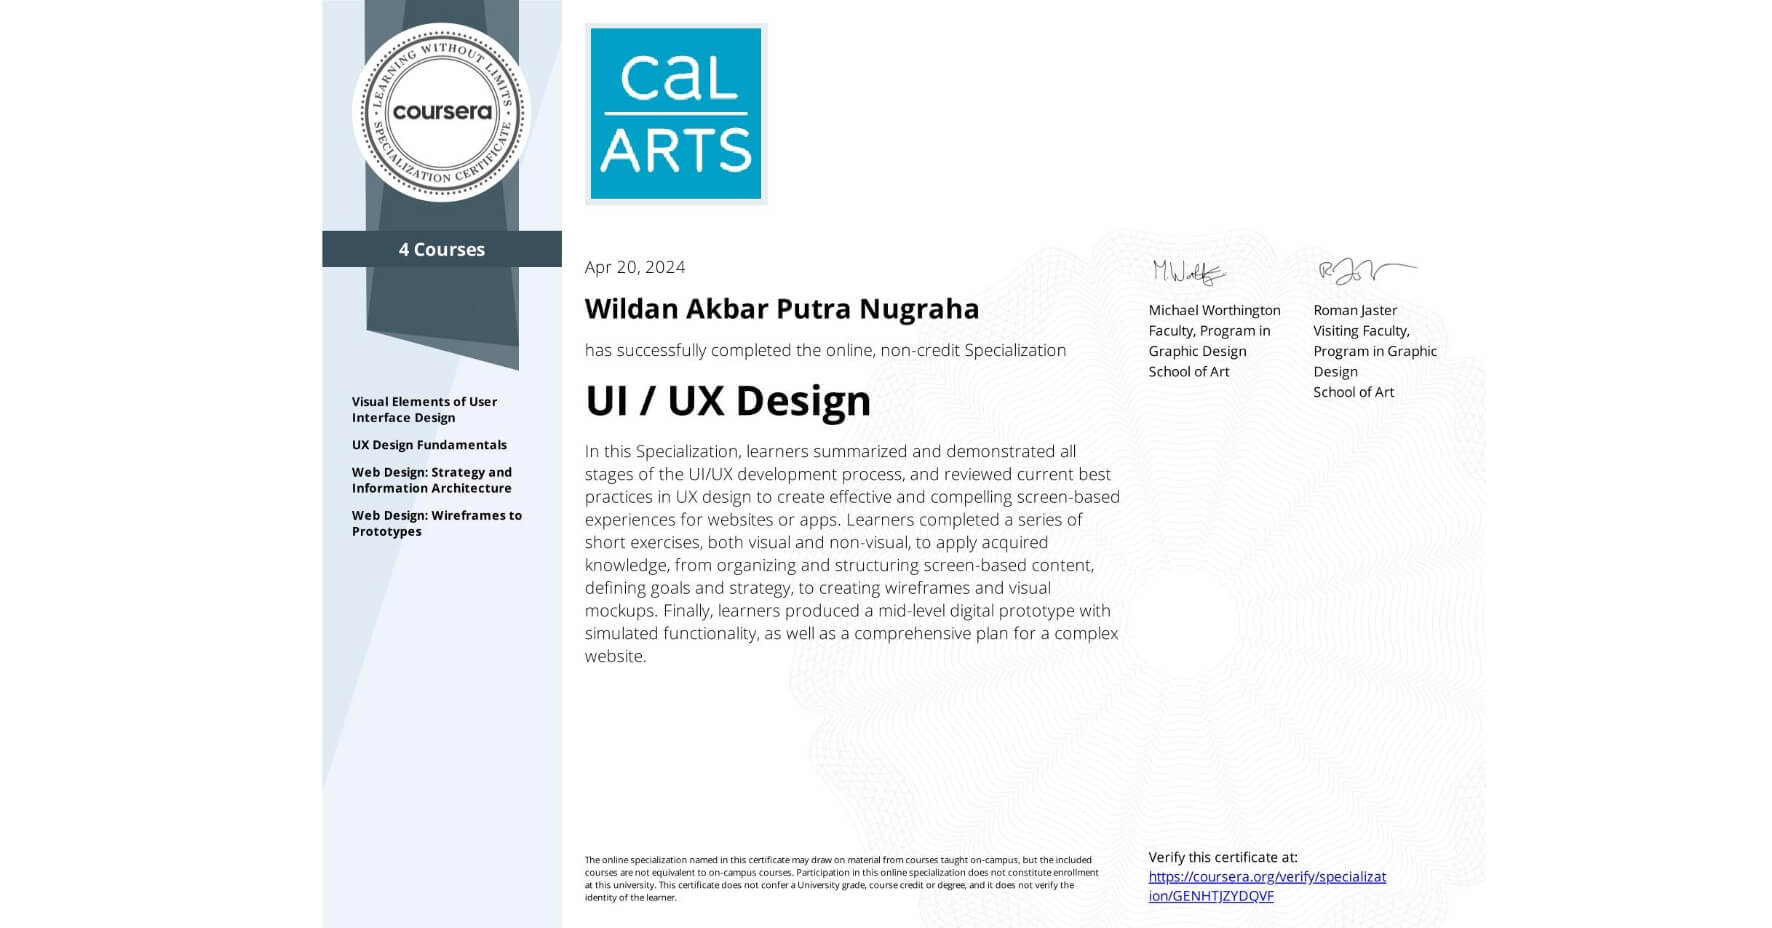 LEARNING WITHOUT LIMITS
coursera
SPECIALIZATION CERTIFICATE
4 Courses
Visual Elements of User
Interface Design
UX Design Fundamentals
Web Design: Strategy and
Information Architecture
Web Design: Wireframes to
Prototypes
CaL
ARTS
Apr 20, 2024
Wildan Akbar Putra Nugraha
has successfully completed the online, non-credit Specialization
UI / UX Design
In this Specialization, learners summarized and demonstrated all
stages of the UI/UX development process, and reviewed current best
practices in UX design to create effective and compelling screen-based
experiences for websites or apps. Learners completed a series of
short exercises, both visual and non-visual, to apply acquired
knowledge, from organizing and structuring screen-based content,
defining goals and strategy, to creating wireframes and visual
mockups. Finally, learners produced a mid-level digital prototype with
simulated functionality, as well as a comprehensive plan for a complex
website.
Michael Worthington
Faculty, Program in
Graphic Design
School of Art
Roman Jaster
Visiting Faculty,
Program in Graphic
Design
School of Art
The online specialization named in this certificate may draw on material from courses taught on-campus, but the included
courses are not equivalent to on-campus courses. Participation in this online specialization does not constitute enrollment
at this university. This certificate does not confer a University grade, course credit or degree, and it does not verify the
identity of the learner.
Verify this certificate at:
https://coursera.org/verify/specializat
ion/GENHTJZYDQVF